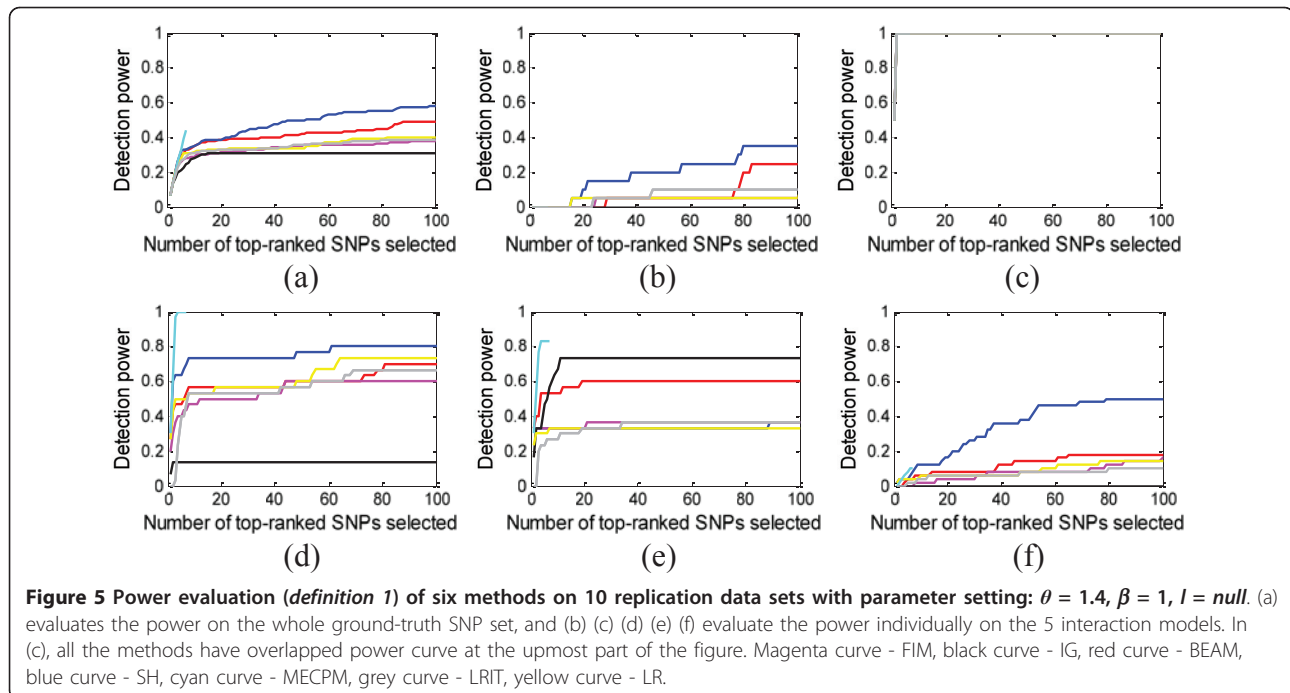 1
0.8
0.6
0.4
0.2
0
0 20 40 60 80 100
Detection power
Number of top-ranked SNPs selected
(a)
1
0.8
0.6
0.4
0.2
0
0 20 40 60 80 100
Detection power
Number of top-ranked SNPs selected
(b)
1
0.8
0.6
0.4
0.2
0
0 20 40 60 80 100
Detection power
Number of top-ranked SNPs selected
(c)
1
0.8
0.6
0.4
0.2
0
0 20 40 60 80 100
Detection power
Number of top-ranked SNPs selected
(d)
1
0.8
0.6
0.4
0.2
0
0 20 40 60 80 100
Detection power
Number of top-ranked SNPs selected
(e)
1
0.8
0.6
0.4
0.2
0
0 20 40 60 80 100
Detection power
Number of top-ranked SNPs selected
(f)
Figure 5 Power evaluation (definition 1) of six methods on 10 replication data sets with parameter setting: θ = 1.4, β = 1, l = null. (a)
evaluates the power on the whole ground-truth SNP set, and (b) (c) (d) (e) (f) evaluate the power individually on the 5 interaction models. In
(c), all the methods have overlapped power curve at the upmost part of the figure. Magenta curve - FIM, black curve - IG, red curve - BEAM,
blue curve - SH, cyan curve - MECPM, grey curve - LRIT, yellow curve - LR.